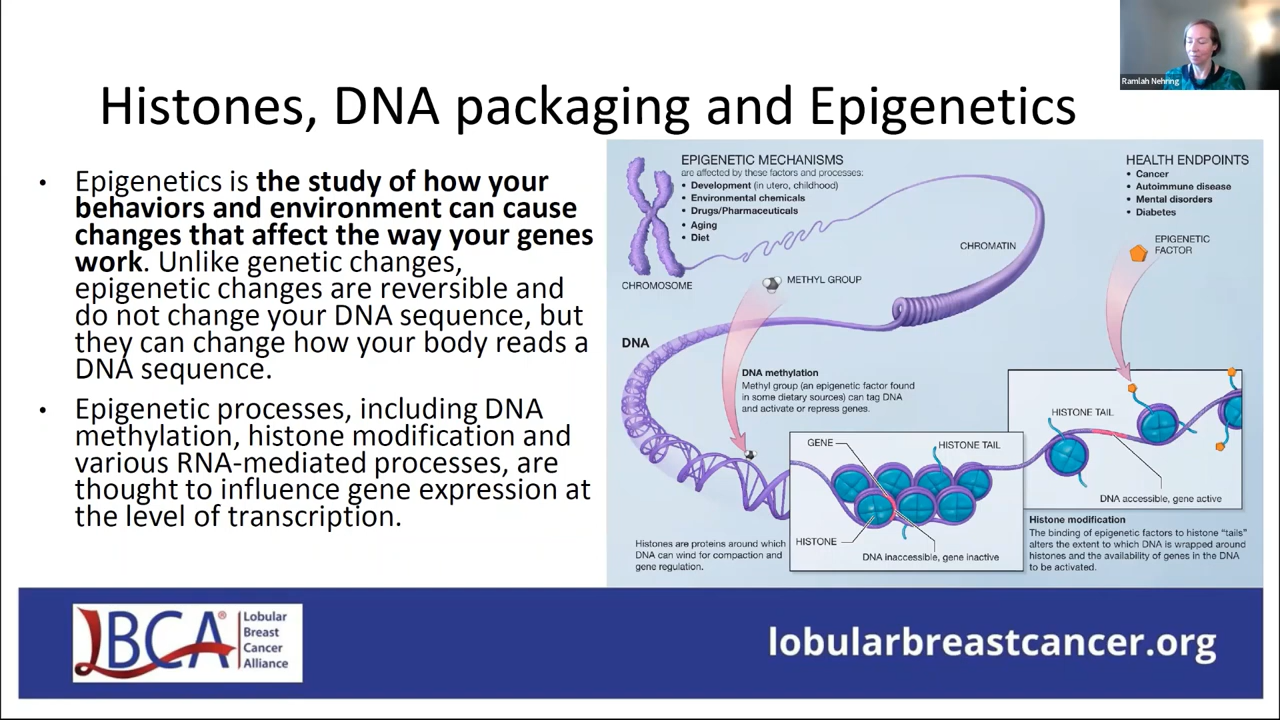 Ramlah Nehring
Histones, DNA packaging and Epigenetics
• Epigenetics is the study of how your
behaviors and environment can cause
changes that affect the way your genes
work. Unlike genetic changes,
epigenetic changes are reversible and
do not change your DNA sequence, but
they can change how your body reads a
DNA sequence.
• Epigenetic processes, including DNA
methylation, histone modification and
various RNA-mediated processes, are
thought to influence gene expression at
the level of transcription.
EPIGENETIC MECHANISMS
are affected by these factors and processes:
• Development (in utero, childhood)
• Environmental chemicals
• Drugs/Pharmaceuticals
• Aging
• Diet
HEALTH ENDPOINTS
• Cancer
• Autoimmune disease
• Mental disorders
• Diabetes
EPIGENETIC
FACTOR
CHROMATIN
CHROMOSOME
METHYL GROUP
DNA
DNA methylation
Methyl group (an epigenetic factor found
in some dietary sources) can tag DNA
and activate or repress genes.
GENE
HISTONE TAIL
HISTONE TAIL
HISTONE
DNA inaccessible, gene inactive
DNA accessible, gene active
Histones are proteins around which
DNA can wind for compaction and
gene regulation.
Histone modification
The binding of epigenetic factors to histone "tails"
alters the extent to which DNA is wrapped around
histones and the availability of genes in the DNA
to be activated.
LBCA®
Lobular
Breast
Cancer
Alliance
lobularbreastcancer.org